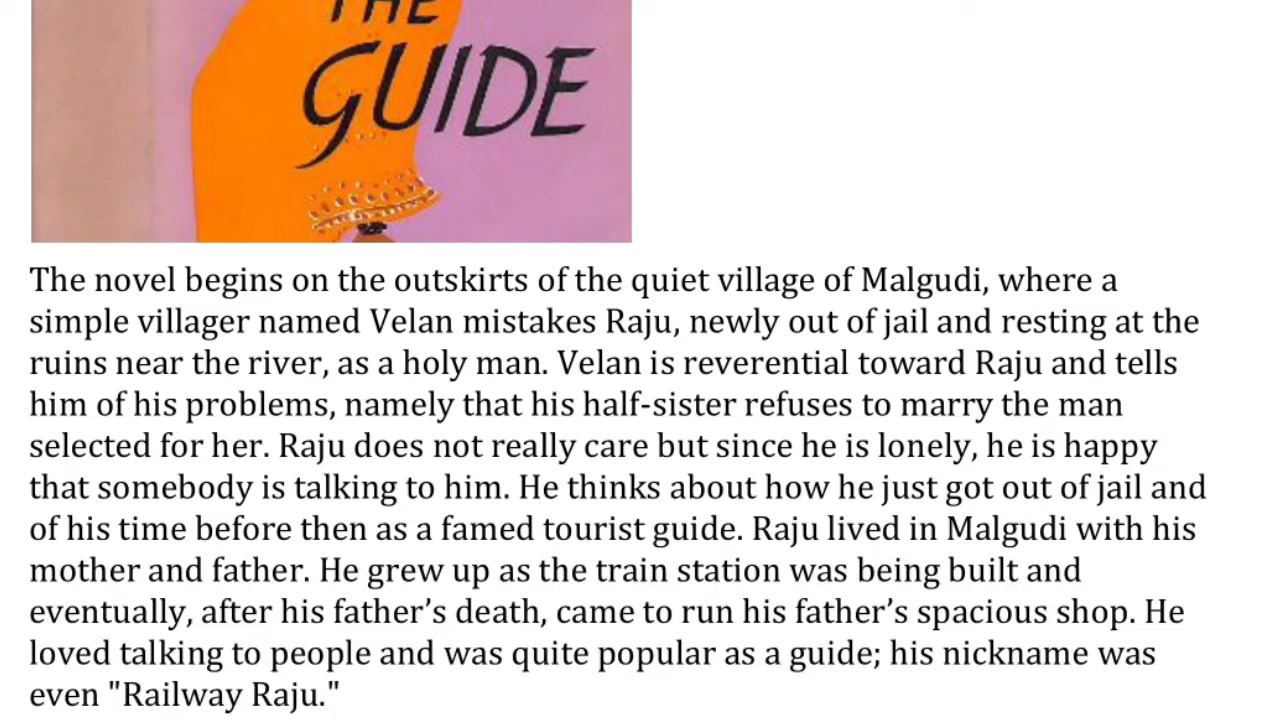 THE
GUIDE
The novel begins on the outskirts of the quiet village of Malgudi, where a
simple villager named Velan mistakes Raju, newly out of jail and resting at the
ruins near the river, as a holy man. Velan is reverential toward Raju and tells
him of his problems, namely that his half-sister refuses to marry the man
selected for her. Raju does not really care but since he is lonely, he is happy
that somebody is talking to him. He thinks about how he just got out of jail and
of his time before then as a famed tourist guide. Raju lived in Malgudi with his
mother and father. He grew up as the train station was being built and
eventually, after his father’s death, came to run his father’s spacious shop. He
loved talking to people and was quite popular as a guide; his nickname was
even "Railway Raju."